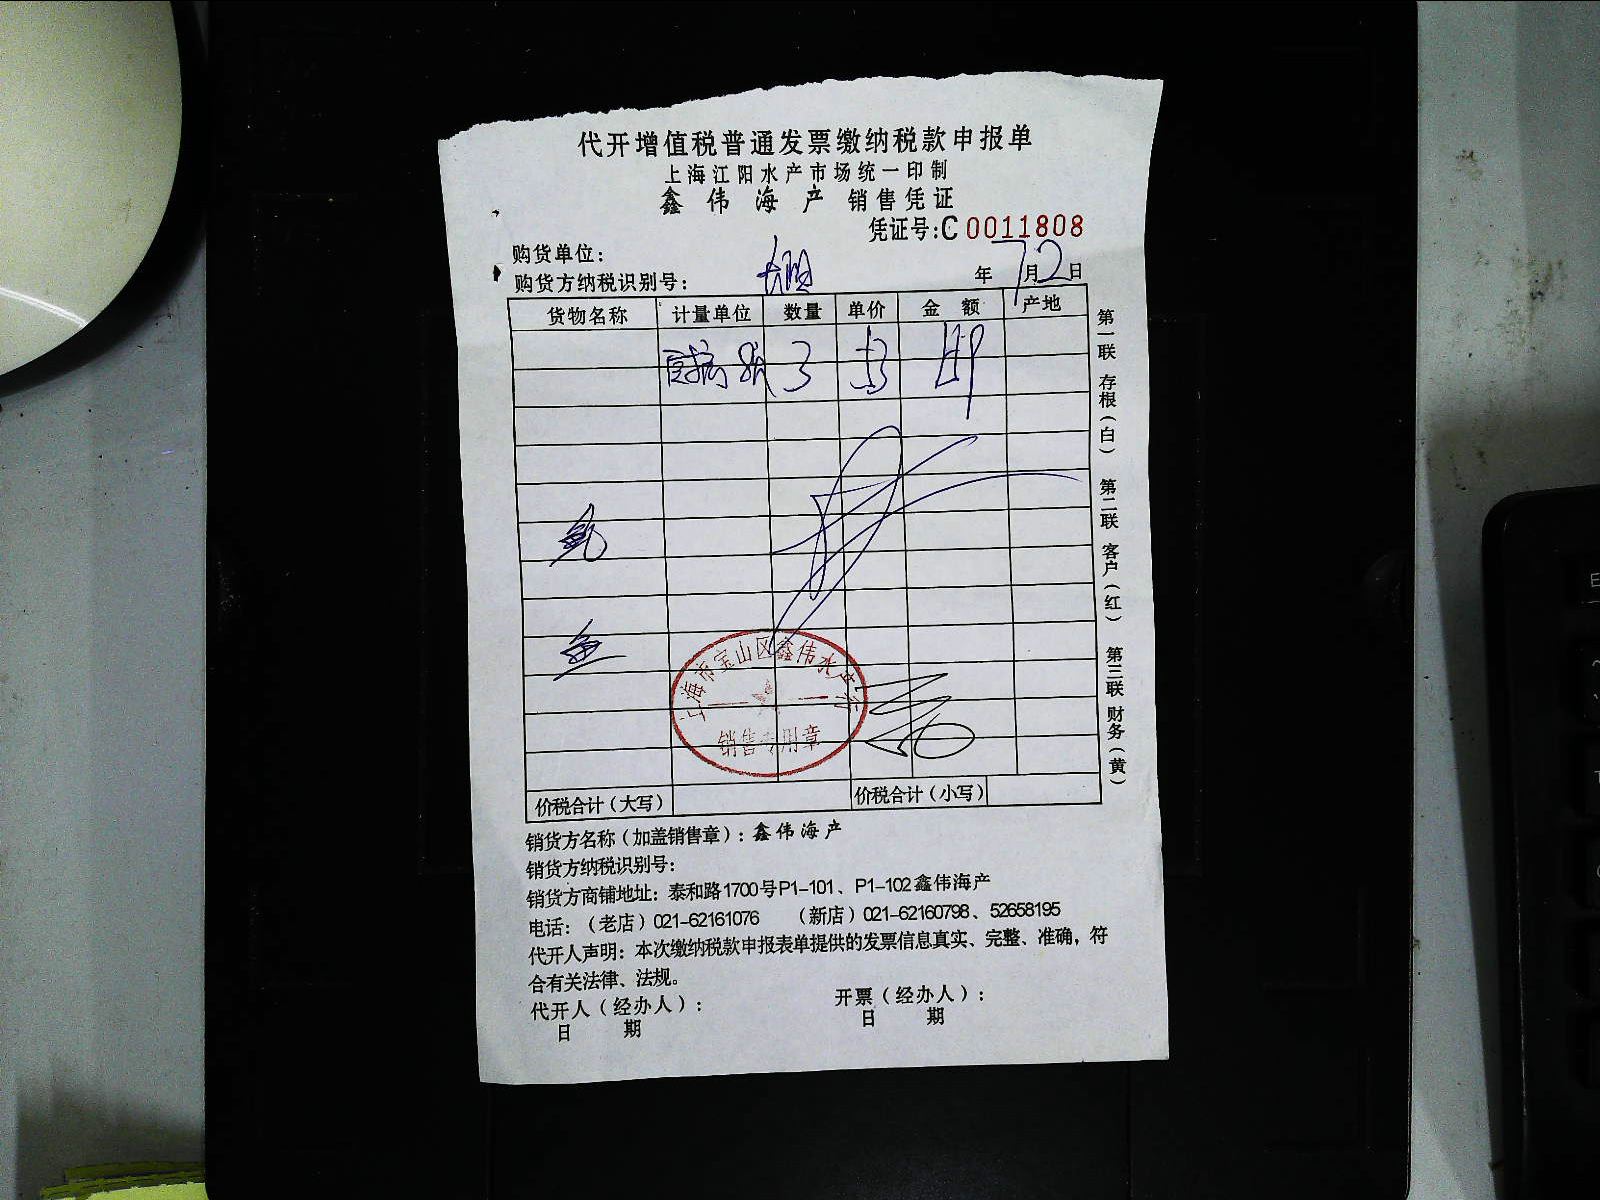 代开增值税普通发票缴纳税款申报单
上海江阳水产市场统一印制
鑫伟海产 销售凭证
凭证号:C 0011808
购货单位:
购货方纳税识别号: 年 7月2日
货物名称 计量单位 数量 单价 金额 产地
3
上海市宝山区鑫伟水产行
销售专用章
价税合计(大写) 价税合计(小写)
销货方名称(加盖销售章):鑫伟海产
销货方纳税识别号:
销货方商铺地址:泰和路1700号P1-101、P1-102鑫伟海产
电话:(老店)021-62161076 (新店)021-62160798、52658195
代开人声明:本次缴纳税款申报表单提供的发票信息真实、完整、准确,符
合有关法律、法规。
代开人(经办人): 开票(经办人):
日 期 日 期
第一联 存根(白) 第二联 客户(红) 第三联 财务(黄)